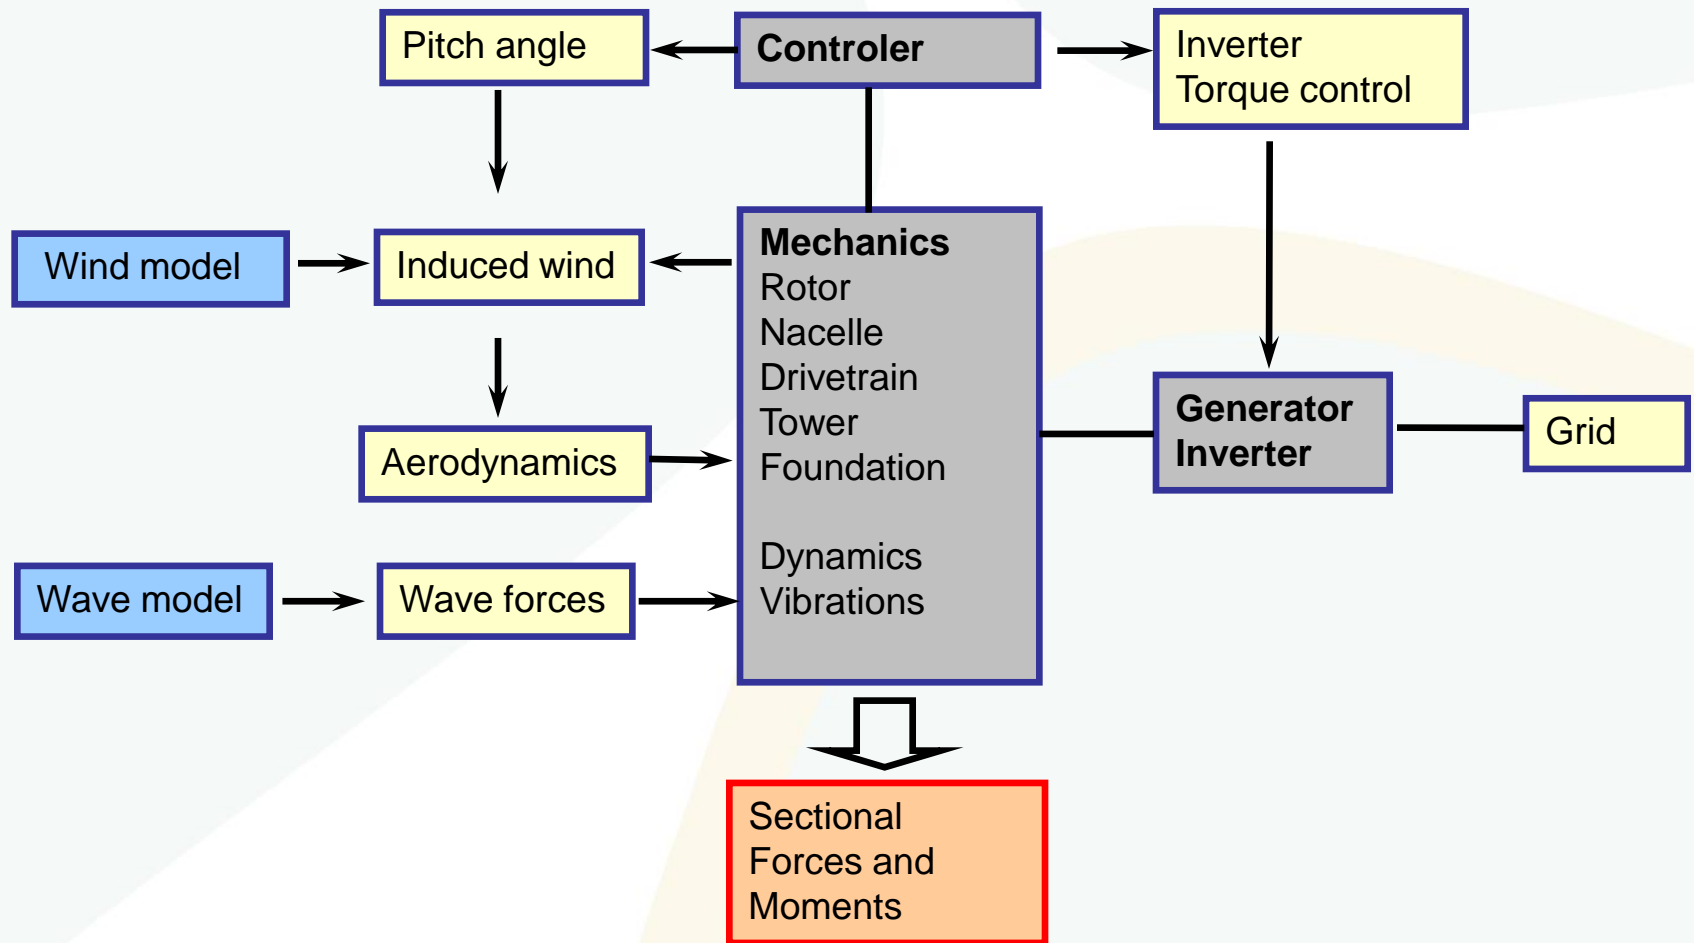 Pitch angle
Controler
Inverter
Torque control
Wind model
Induced wind
Mechanics
Rotor
Nacelle
Drivetrain
Tower
Foundation
Dynamics
Vibrations
Aerodynamics
Generator
Inverter
Grid
Wave model
Wave forces
Sectional
Forces and
Moments